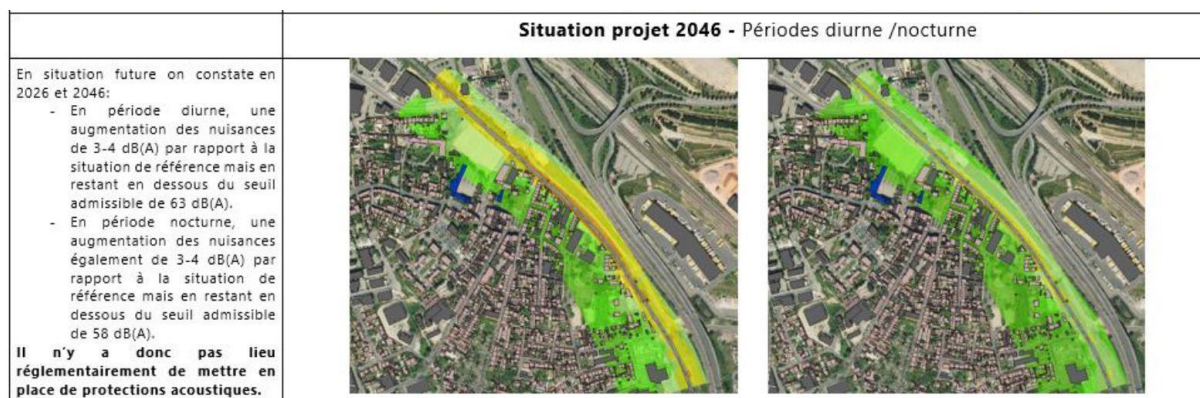 Situation projet 2046 - Périodes diurne /nocturne
En situation future on constate en
2026 et 2046:
- En période diurne, une
augmentation des nuisances
de 3-4 dB(A) par rapport à la
situation de référence mais en
restant en dessous du seuil
admissible de 63 dB(A).
- En période nocturne, une
augmentation des nuisances
également de 3-4 dB(A) par
rapport à la situation de
référence mais en restant en
dessous du seuil admissible
de 58 dB(A).
Il n'y a donc pas lieu
réglementairement de mettre en
place de protections acoustiques.